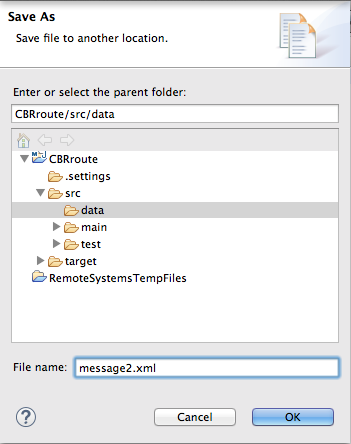 Save As
Save file to another location.
Enter or select the parent folder:
CBRroute/src/data
CBRroute
.settings
src
data
main
test
target
RemoteSystemsTempFiles
File name: message2.xml
? Cancel OK